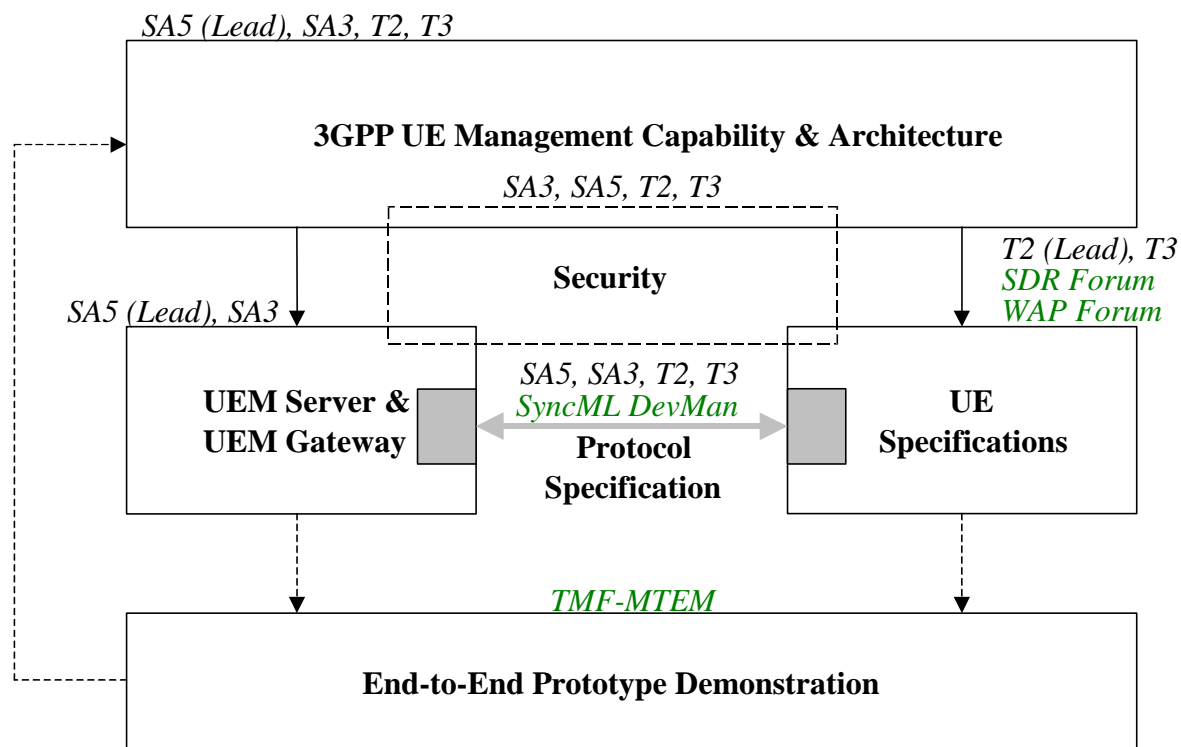 SA5 (Lead), SA3, T2, T3
3GPP UE Management Capability & Architecture
SA3, SA5, T2, T3
Security
T2 (Lead), T3
SDR Forum
WAP Forum
SA5 (Lead), SA3
UEM Server &
UEM Gateway
SA5, SA3, T2, T3
SyncML DevMan
Protocol
Specification
UE
Specifications
TMF-MTEM
End-to-End Prototype Demonstration